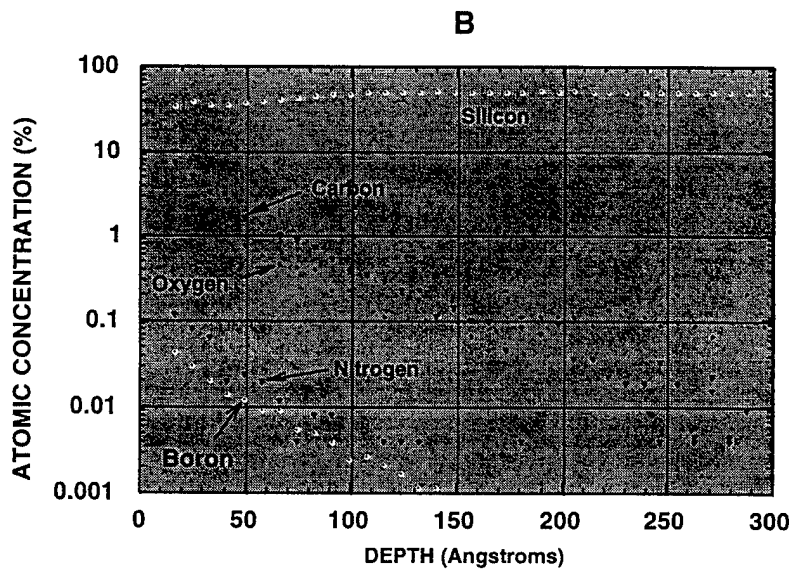 B
ATOMIC CONCENTRATION (%)
100
10
1
0.1
0.01
0.001
Silicon
Carbon
Oxygen
Nitrogen
Boron
0 50 100 150 200 250 300
DEPTH (Angstroms)